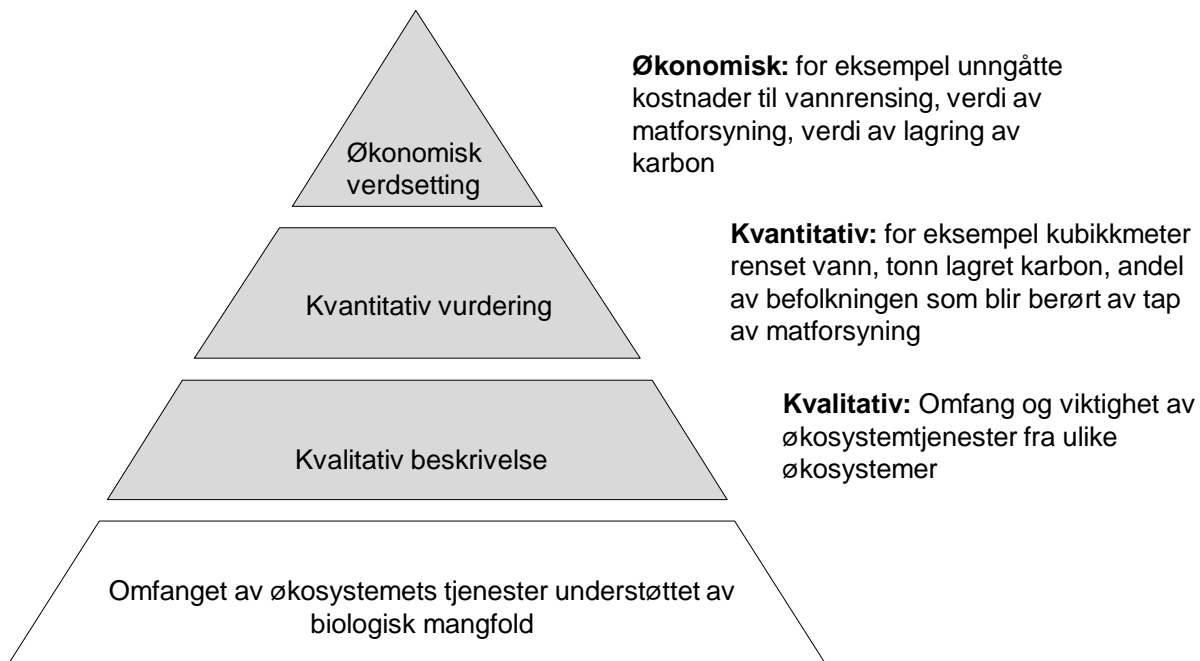 Økonomisk
verdsetting
Økonomisk: for eksempel unngåtte
kostnader til vannrensing, verdi av
matforsyning, verdi av lagring av
karbon
Kvantitativ vurdering
Kvantitativ: for eksempel kubikkmeter
renset vann, tonn lagret karbon, andel
av befolkningen som blir berørt av tap
av matforsyning
Kvalitativ beskrivelse
Kvalitativ: Omfang og viktighet av
økosystemtjenester fra ulike
økosystemer
Omfanget av økosystemets tjenester understøttet av
biologisk mangfold